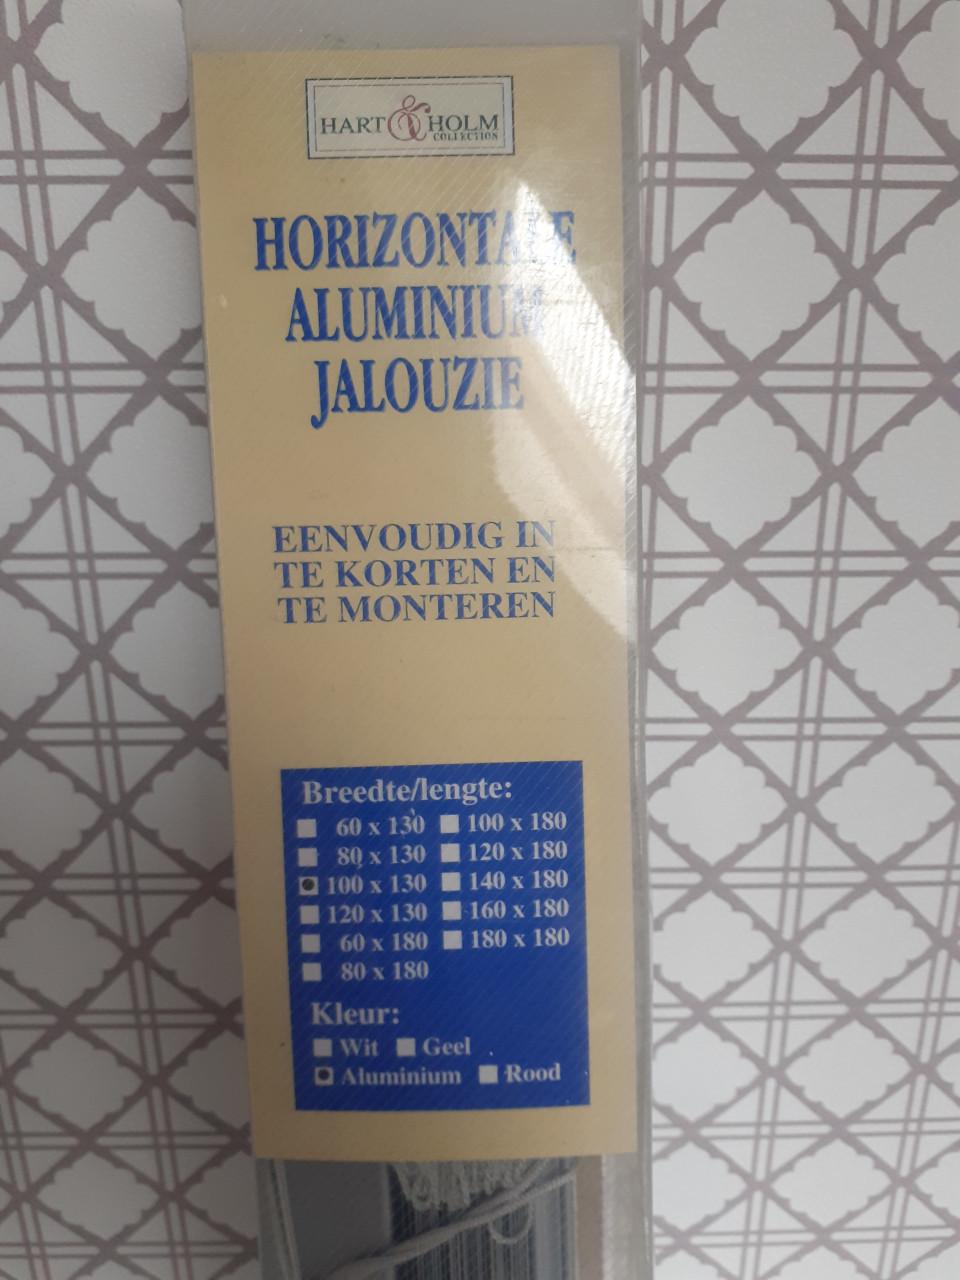 HART & HOLM
COLLECTION
HORIZONTALE
ALUMINIUM
JALOUZIE
EENVOUDIG IN
TE KORTEN EN
TE MONTEREN
Breedte/lengte:
60 x 130 100 x 180
80 x 130 120 x 180
100 x 130 140 x 180
120 x 130 160 x 180
60 x 180 180 x 180
80 x 180
Kleur:
Wit Geel
Aluminium Rood